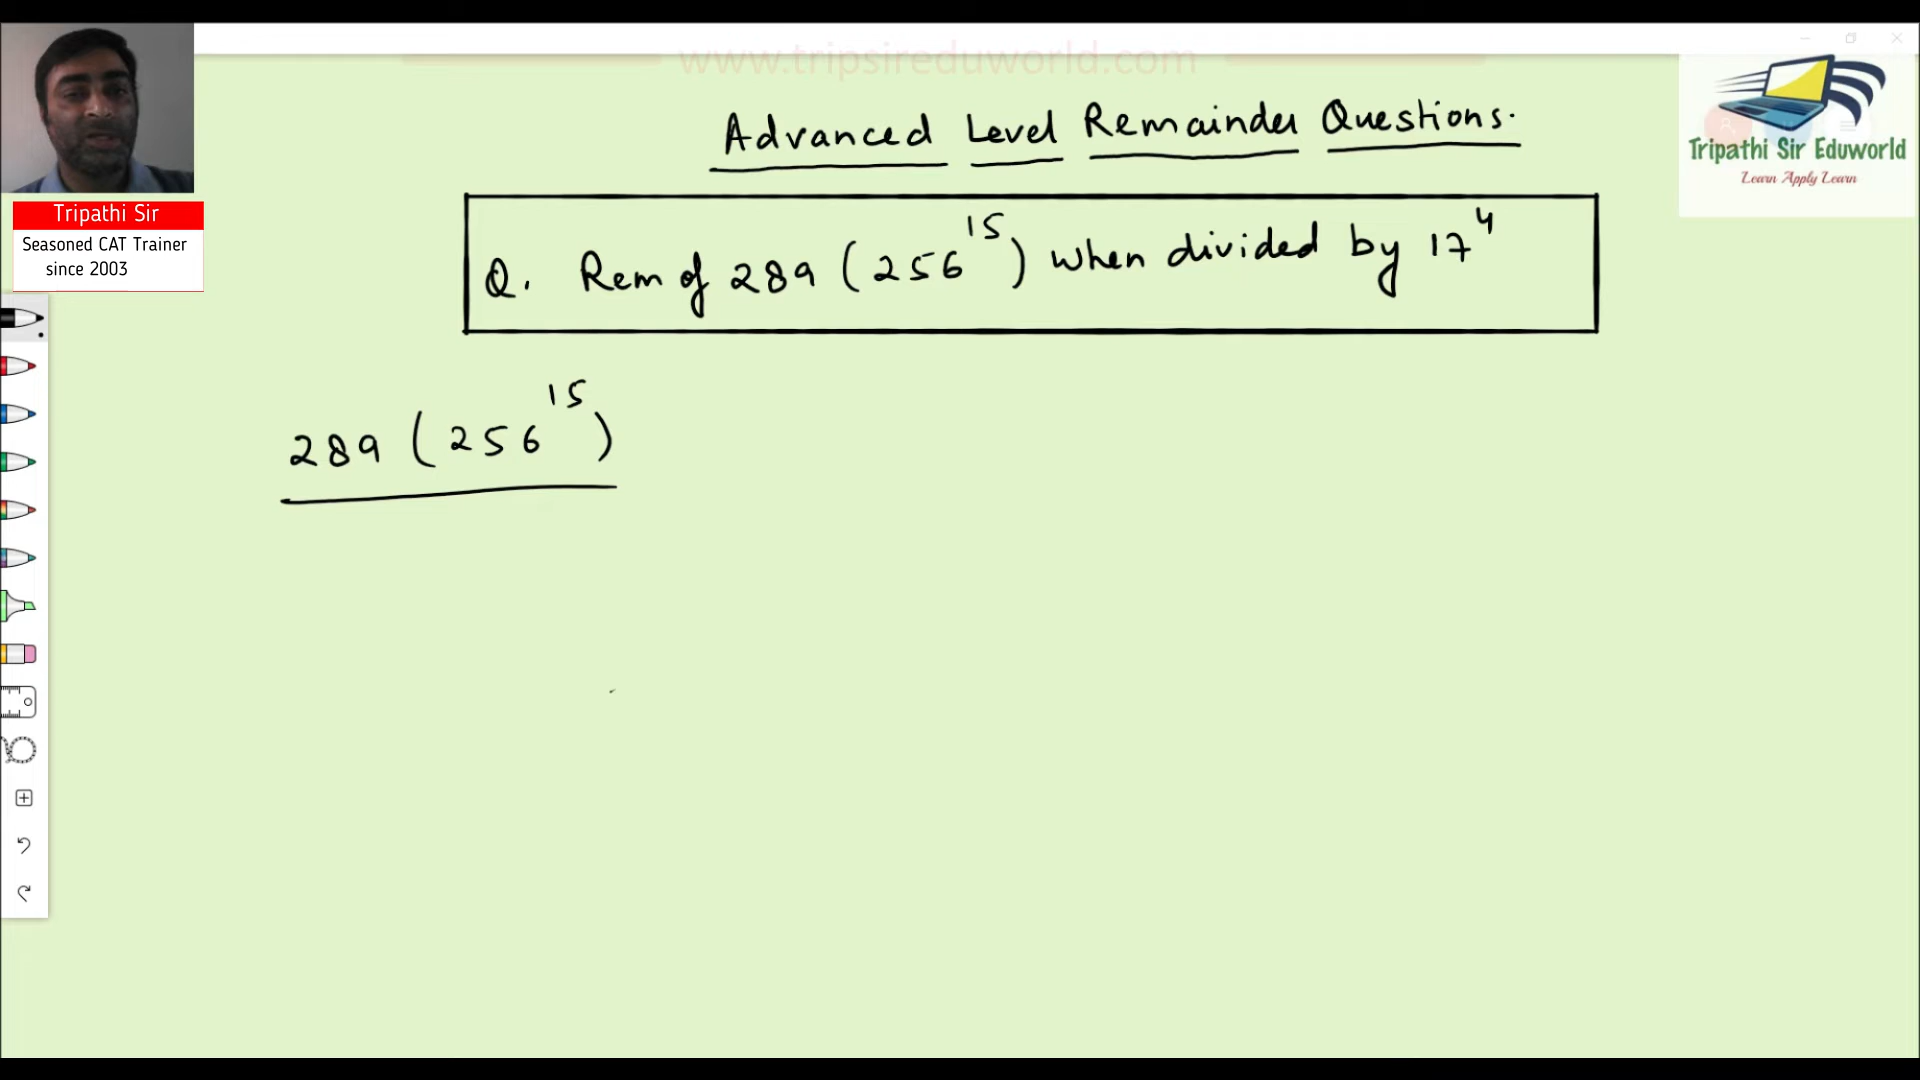 www.tripsireduworld.com
Advanced Level Remainder Questions.
Tripathi Sir Eduworld
Learn Apply Learn
Tripathi Sir
Seasoned CAT Trainer
since 2003
Q. Rem of 289 (256^15) when divided by 17^4
289 (256^15)